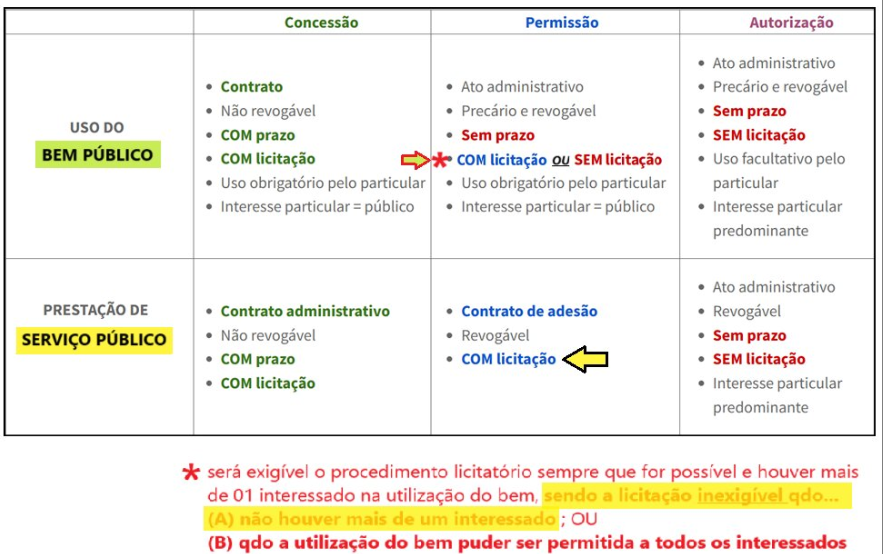 Concessão
Permissão
Autorização
USO DO
BEM PÚBLICO
• Contrato
• Não revogável
• COM prazo
• COM licitação
• Uso obrigatório pelo particular
• Interesse particular = público
• Ato administrativo
• Precário e revogável
• Sem prazo
* • COM licitação ou SEM licitação
• Uso obrigatório pelo particular
• Interesse particular = público
• Ato administrativo
• Precário e revogável
• Sem prazo
• SEM licitação
• Uso facultativo pelo
particular
• Interesse particular
predominante
PRESTAÇÃO DE
SERVIÇO PÚBLICO
• Contrato administrativo
• Não revogável
• COM prazo
• COM licitação
• Contrato de adesão
• Revogável
• COM licitação
• Ato administrativo
• Revogável
• Sem prazo
• SEM licitação
• Interesse particular
predominante
* será exigível o procedimento licitatório sempre que for possível e houver mais
de 01 interessado na utilização do bem, sendo a licitação inexigível qdo...
(A) não houver mais de um interessado ; OU
(B) qdo a utilização do bem puder ser permitida a todos os interessados